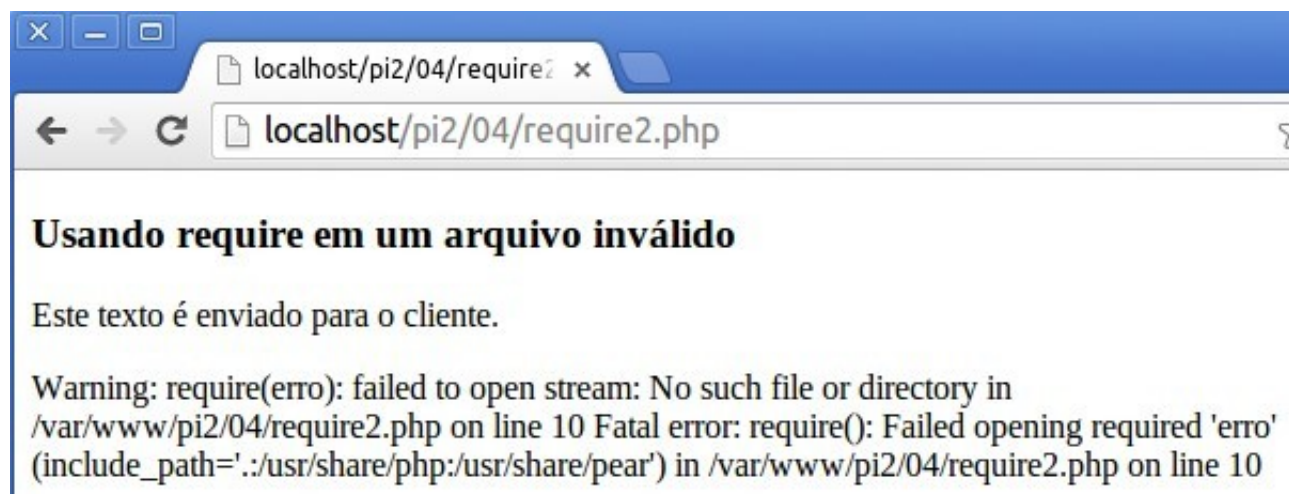 localhost/pi2/04/require2
localhost/pi2/04/require2.php
Usando require em um arquivo inválido
Este texto é enviado para o cliente.
Warning: require(erro): failed to open stream: No such file or directory in
/var/www/pi2/04/require2.php on line 10 Fatal error: require(): Failed opening required 'erro'
(include_path='.:/usr/share/php:/usr/share/pear') in /var/www/pi2/04/require2.php on line 10